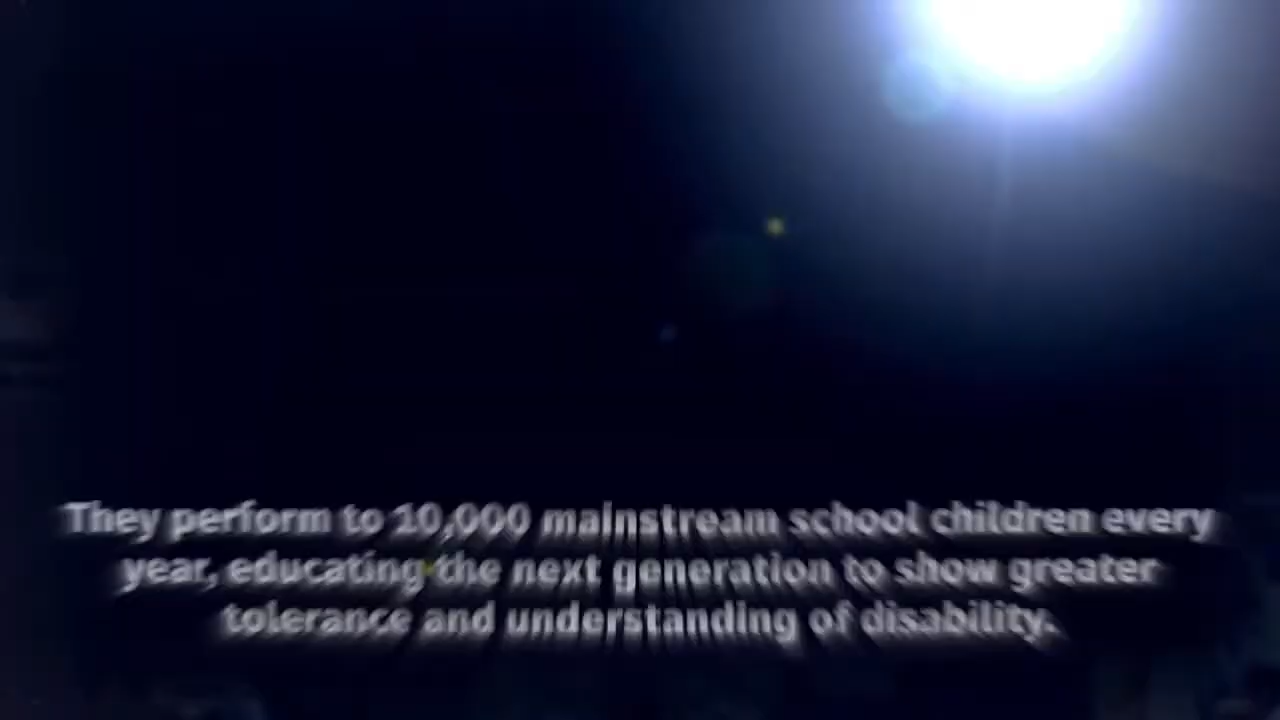 They perform to 10,000 mainstream school children every
year, educating the next generation to show greater
tolerance and understanding of disability.